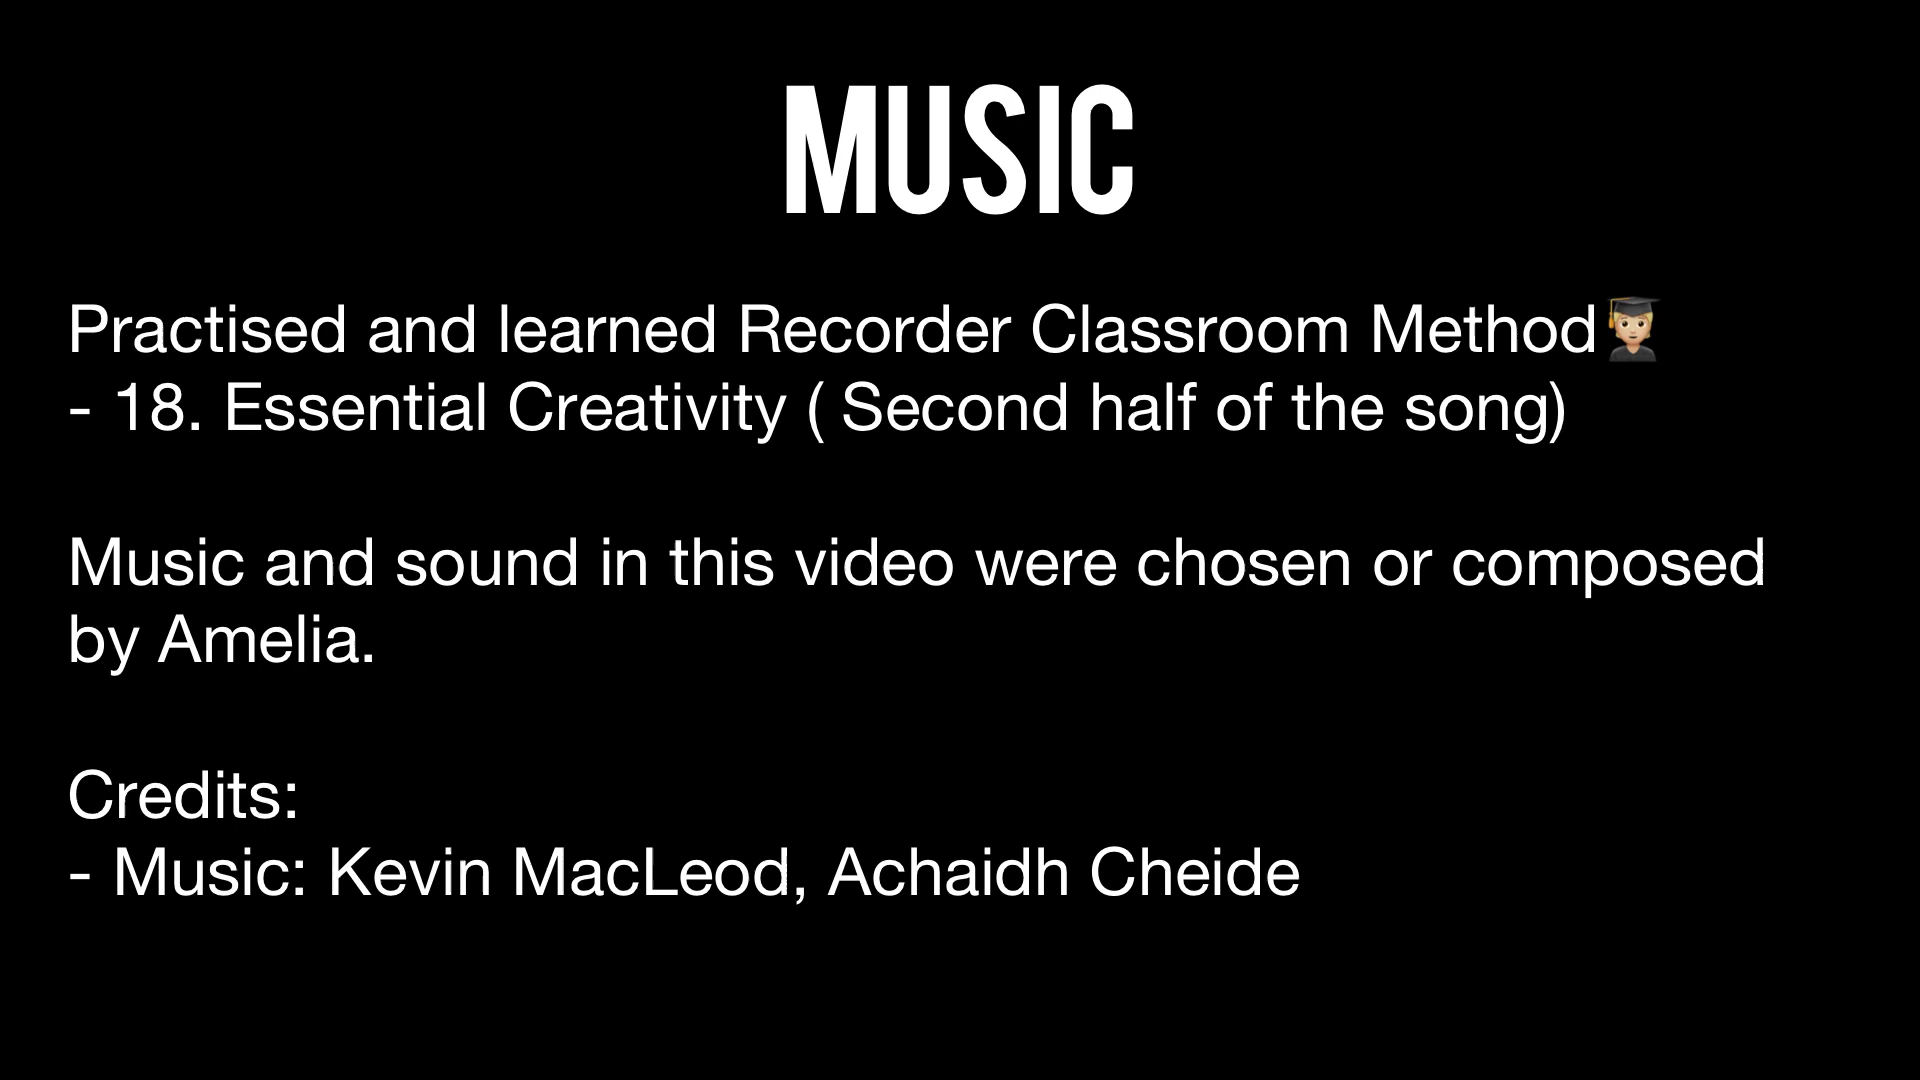 MUSIC
Practised and learned Recorder Classroom Method🧑🏼‍🎓
- 18. Essential Creativity ( Second half of the song)
Music and sound in this video were chosen or composed
by Amelia.
Credits:
- Music: Kevin MacLeod, Achaidh Cheide